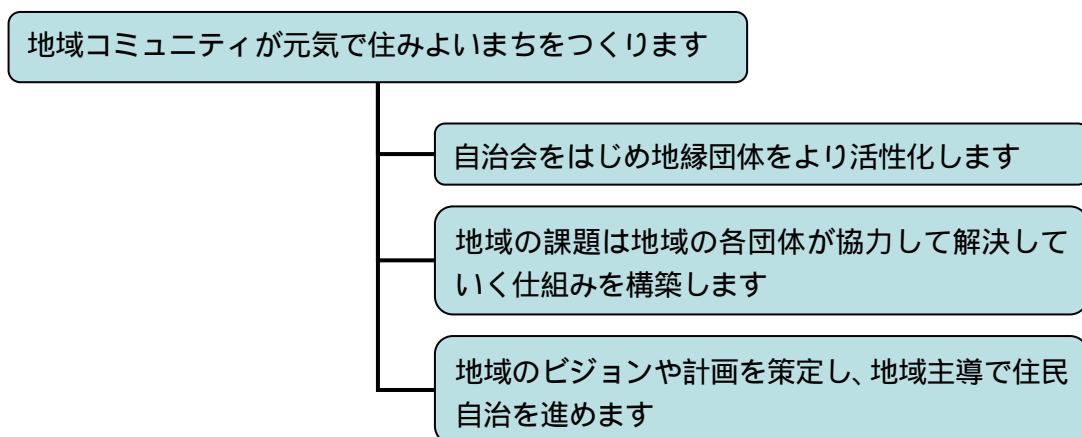 地域コミュニティが元気で住みよいまちをつくります
自治会をはじめ地縁団体をより活性化します
地域の課題は地域の各団体が協力して解決して
いく仕組みを構築します
地域のビジョンや計画を策定し、地域主導で住民
自治を進めます